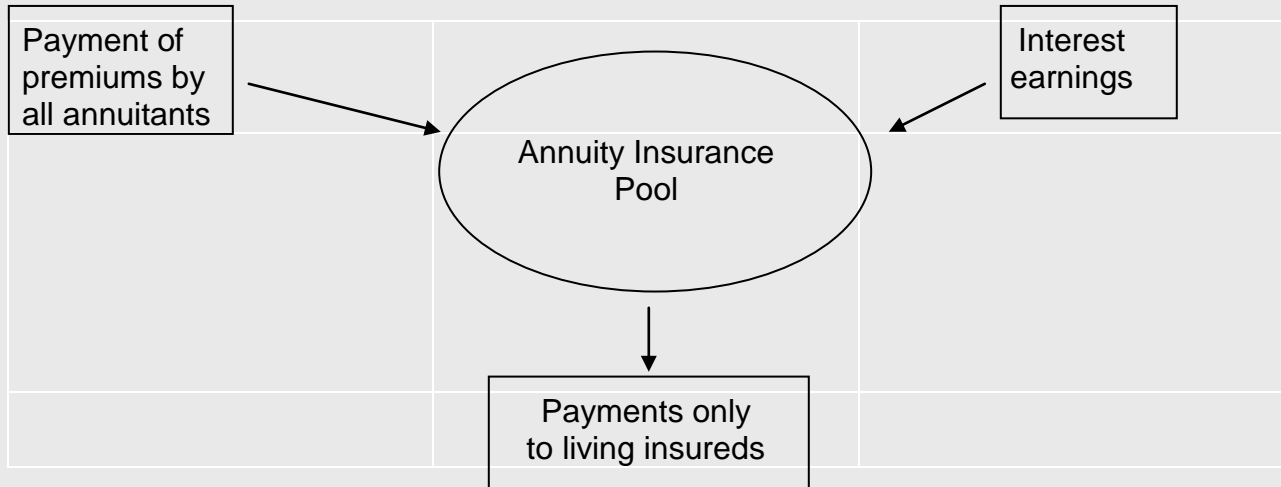 Payment of
premiums by
all annuitants
Interest
earnings
Annuity Insurance
Pool
Payments only
to living insureds